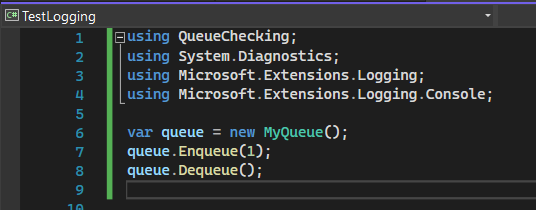 C# TestLogging
1 using QueueChecking;
2 using System.Diagnostics;
3 using Microsoft.Extensions.Logging;
4 using Microsoft.Extensions.Logging.Console;
5
6 var queue = new MyQueue();
7 queue.Enqueue(1);
8 queue.Dequeue();
9
10